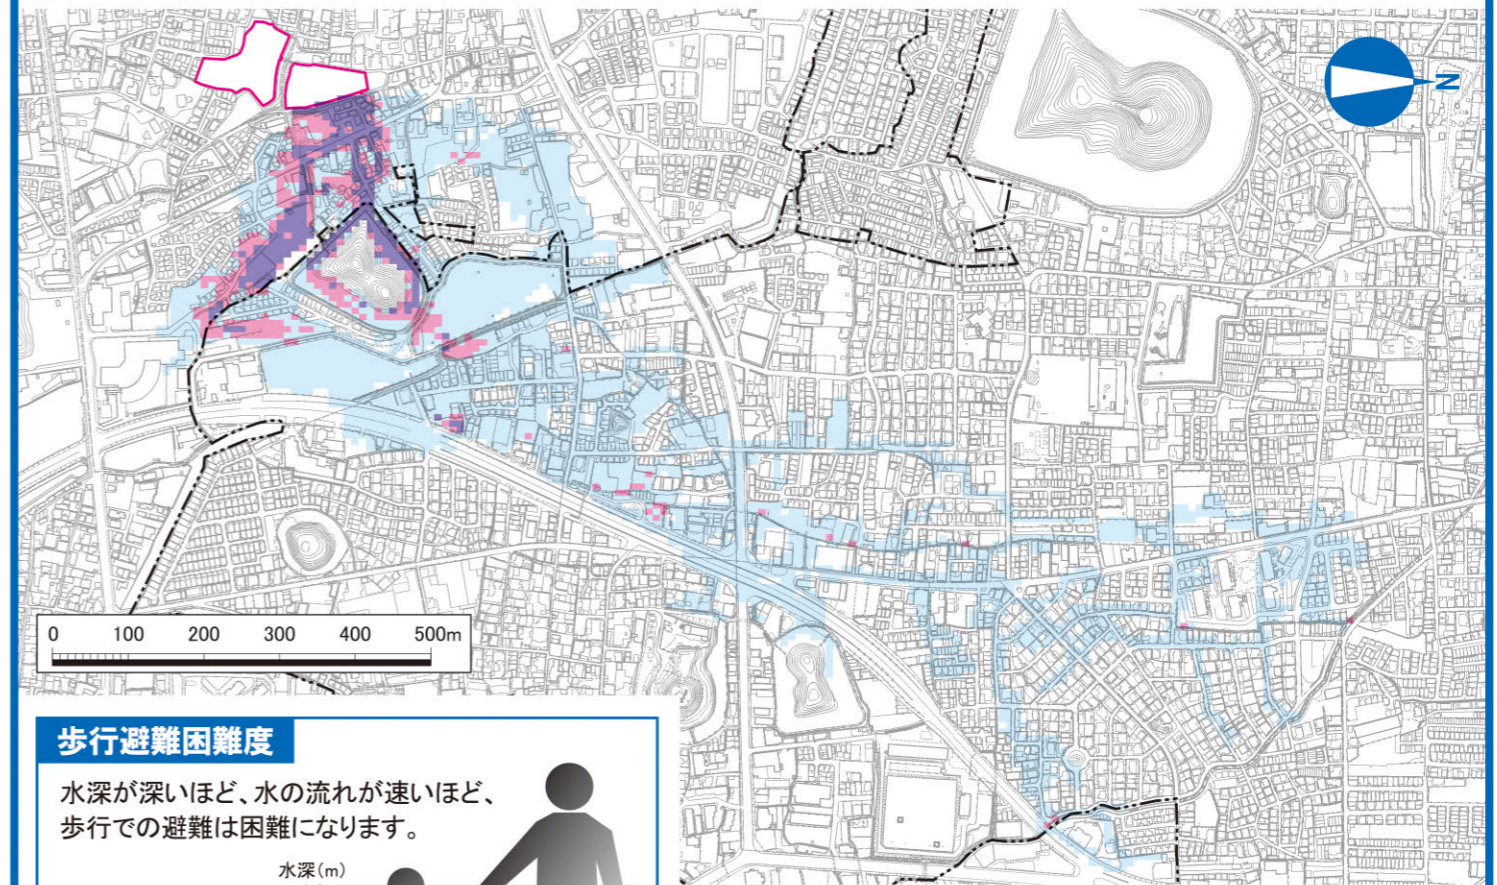 N
0 100 200 300 400 500m
歩行避難困難度
水深が深いほど、水の流れが速いほど、
歩行での避難は困難になります。
水深(m)